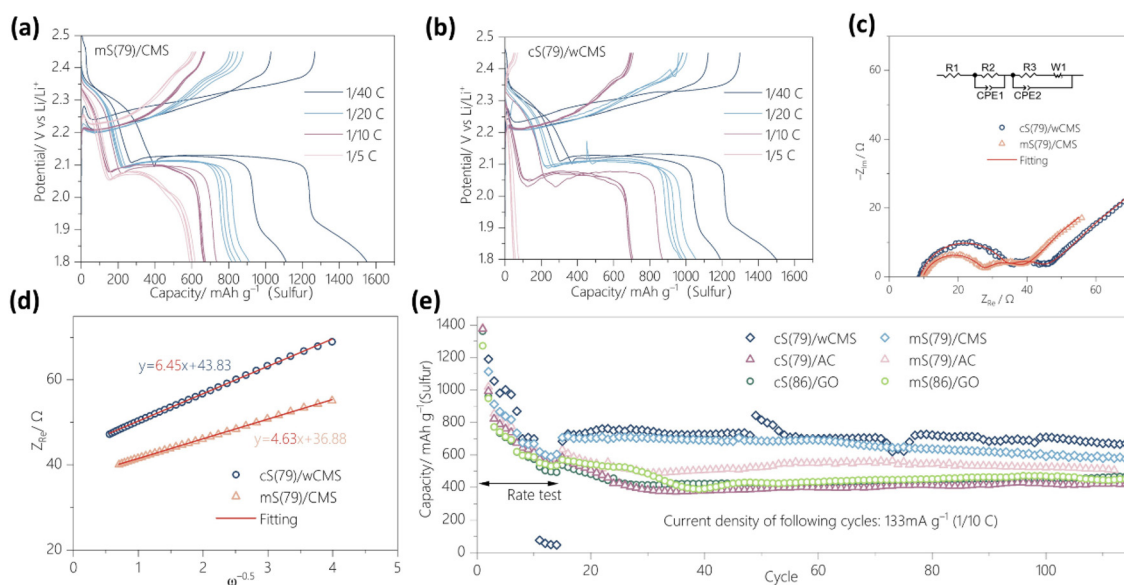 (a)
mS(79)/CMS
1/40 C
1/20 C
1/10 C
1/5 C
2.5
2.4
2.3
2.2
2.1
2.0
1.9
1.8
Potential/ V vs Li/Li⁺
0 200 400 600 800 1000 1200 1400 1600
Capacity/ mAh g⁻¹ (Sulfur)
(b)
cS(79)/wCMS
1/40 C
1/20 C
1/10 C
1/5 C
2.5
2.4
2.3
2.2
2.1
2.0
1.9
1.8
Potential/ V vs Li/Li⁺
0 200 400 600 800 1000 1200 1400 1600
Capacity/ mAh g⁻¹ (Sulfur)
(c)
R1 R2 R3 W1
CPE1 CPE2
cS(79)/wCMS
mS(79)/CMS
Fitting
−60
−40
−20
0
−Z_Im / Ω
0 20 40 60
Z_Re / Ω
(d)
y=6.45x+43.83
y=4.63x+36.88
cS(79)/wCMS
mS(79)/CMS
Fitting
60
40
20
Z_Re/ Ω
0 1 2 3 4
ω⁻⁰·⁵
(e)
cS(79)/wCMS mS(79)/CMS
cS(79)/AC mS(79)/AC
cS(86)/GO mS(86)/GO
Rate test
Current density of following cycles: 133mA g⁻¹ (1/10 C)
1400
1200
1000
800
600
400
200
0
Capacity/ mAh g⁻¹(Sulfur)
0 20 40 60 80 100
Cycle